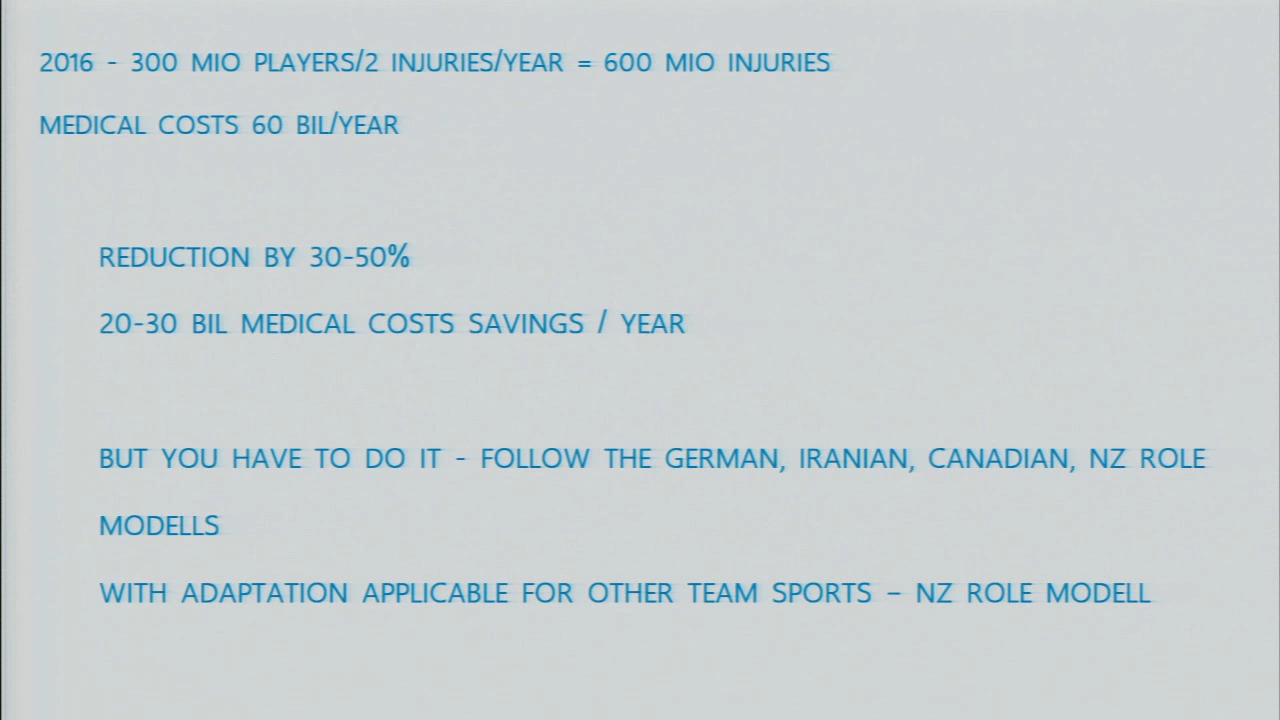 2016 - 300 MIO PLAYERS/2 INJURIES/YEAR = 600 MIO INJURIES
MEDICAL COSTS 60 BIL/YEAR
REDUCTION BY 30-50%
20-30 BIL MEDICAL COSTS SAVINGS / YEAR
BUT YOU HAVE TO DO IT - FOLLOW THE GERMAN, IRANIAN, CANADIAN, NZ ROLE
MODELLS
WITH ADAPTATION APPLICABLE FOR OTHER TEAM SPORTS – NZ ROLE MODELL